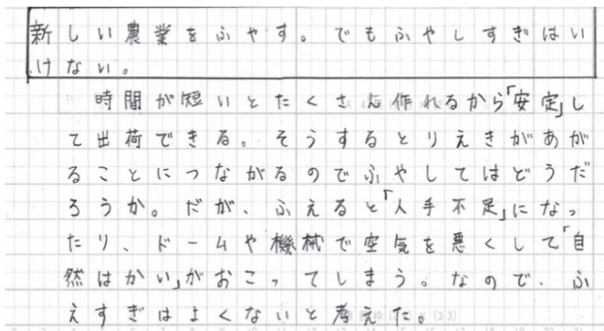 新しい農業をふやす。でもふやしすぎはい
けない。
時間が短いとたくさん作れるから「安定」し
て出荷できる。そうするとりえきがあが
ることにつながるのでふやしてはどうだ
ろうか。だが、ふえると「人手不足」になっ
たり、ドームや機械で空気を悪くして「自
然はかい」がおこってしまう。なので、ふ
えすぎはよくないと考えた。